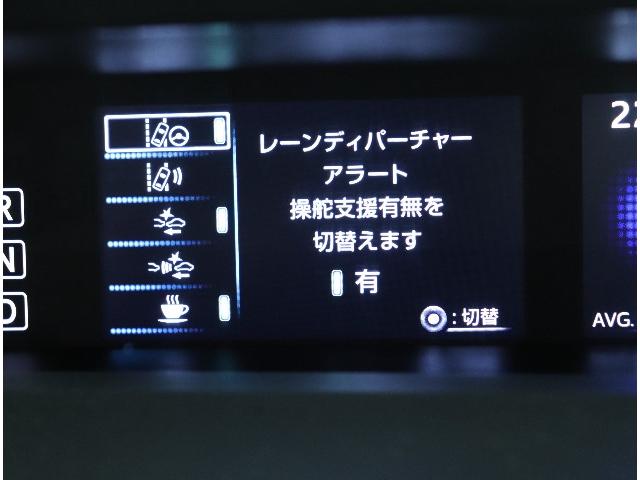 レーンディパーチャー
アラート
操舵支援有無を
切替えます
有
:切替
R
N
D
22
AVG.